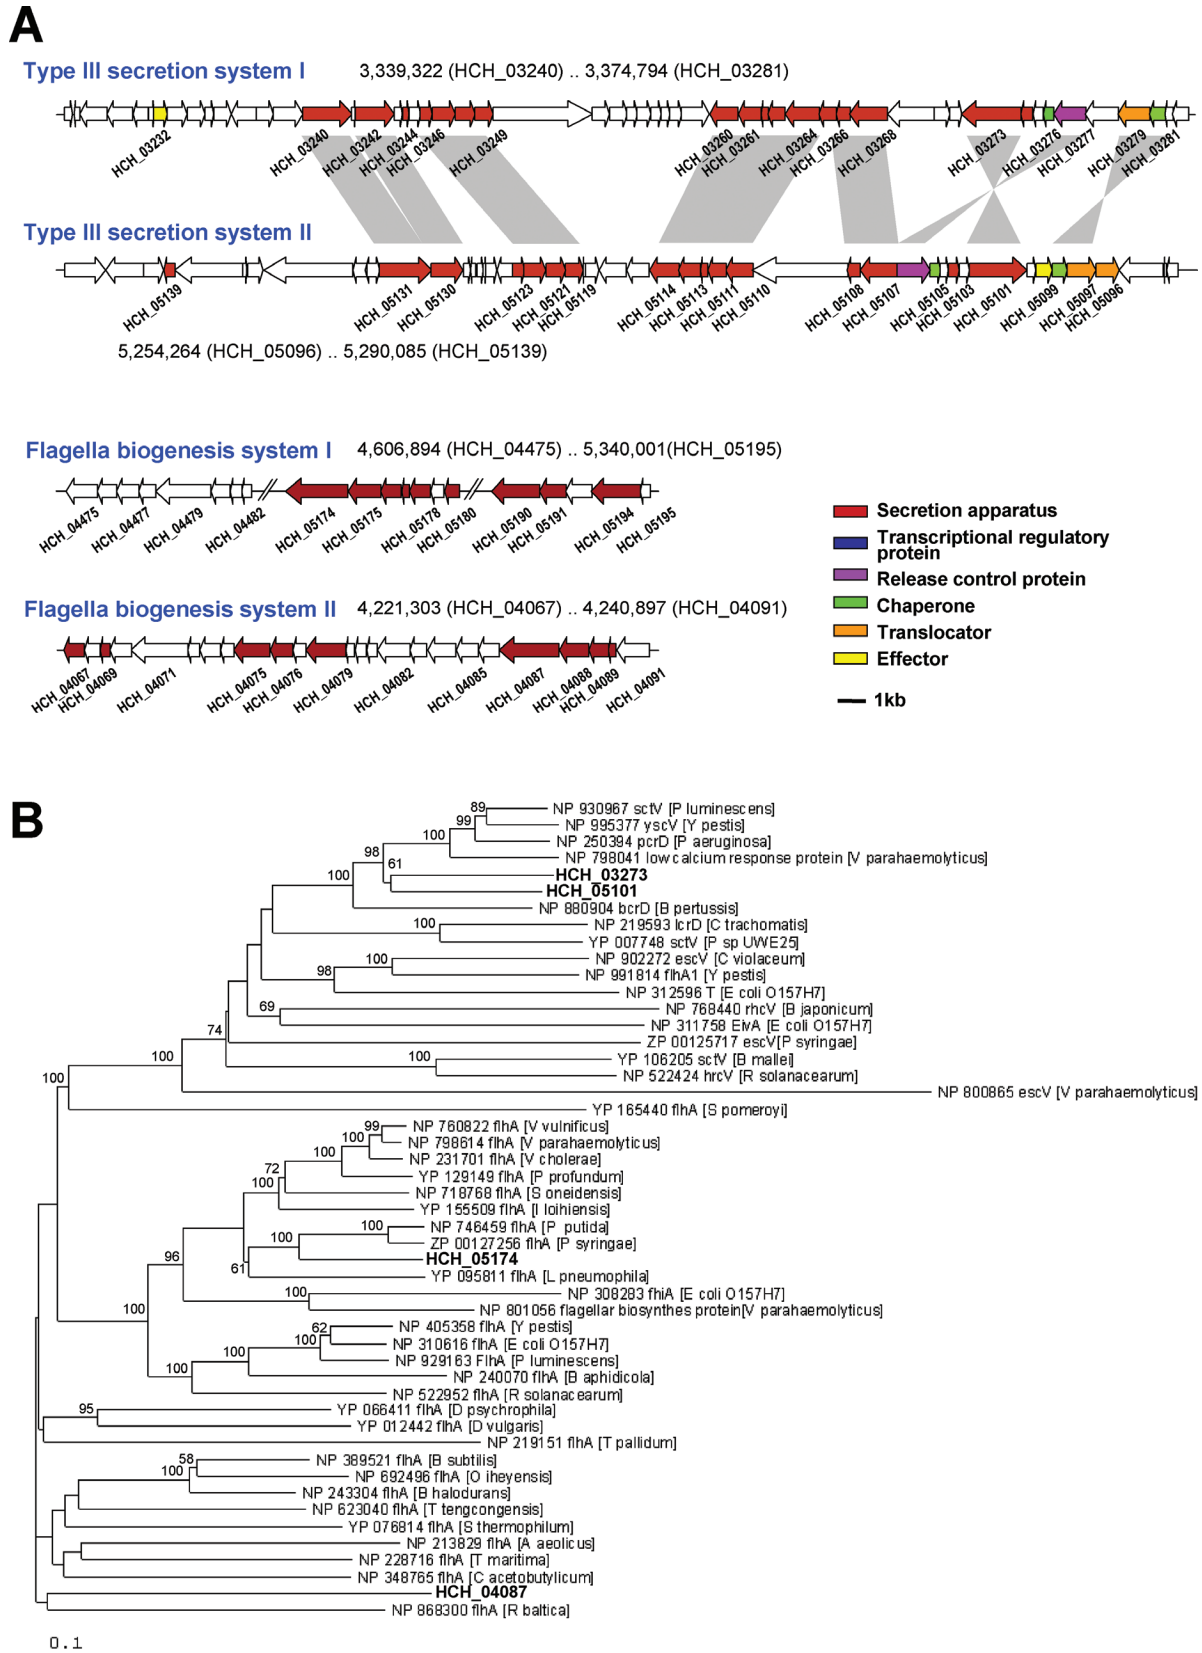 A
Type III secretion system I 3,339,322 (HCH_03240) .. 3,374,794 (HCH_03281)
HCH_03232 HCH_03240 HCH_03242 HCH_03244 HCH_03246 HCH_03249 HCH_03260 HCH_03261 HCH_03264 HCH_03266 HCH_03268 HCH_03273 HCH_03276 HCH_03277 HCH_03279 HCH_03281
Type III secretion system II
HCH_05139 HCH_05131 HCH_05130 HCH_05123 HCH_05121 HCH_05119 HCH_05114 HCH_05113 HCH_05111 HCH_05110 HCH_05108 HCH_05107 HCH_05105 HCH_05103 HCH_05101 HCH_05099 HCH_05097 HCH_05096
5,254,264 (HCH_05096) .. 5,290,085 (HCH_05139)
Flagella biogenesis system I 4,606,894 (HCH_04475) .. 5,340,001(HCH_05195)
HCH_04475 HCH_04477 HCH_04479 HCH_04482 HCH_05174 HCH_05175 HCH_05178 HCH_05180 HCH_05190 HCH_05191 HCH_05194 HCH_05195
Flagella biogenesis system II 4,221,303 (HCH_04067) .. 4,240,897 (HCH_04091)
HCH_04067 HCH_04069 HCH_04071 HCH_04075 HCH_04076 HCH_04079 HCH_04082 HCH_04085 HCH_04087 HCH_04088 HCH_04089 HCH_04091
Secretion apparatus
Transcriptional regulatory
protein
Release control protein
Chaperone
Translocator
Effector
1kb
B
89 NP 930967 sctV [P luminescens]
99 NP 995377 yscV [Y pestis]
100 NP 250394 pcrD [P aeruginosa]
NP 798041 low calcium response protein [V parahaemolyticus]
98 61 HCH_03273
100 HCH_05101
NP 880904 bcrD [B pertussis]
100 NP 219593 lcrD [C trachomatis]
YP 007748 sctV [P sp UWE25]
100 NP 902272 escV [C violaceum]
98 NP 991814 flhA1 [Y pestis]
NP 312596 T [E coli O157H7]
69 NP 768440 rhcV [B japonicum]
NP 311758 EivA [E coli O157H7]
74 ZP 00125717 escV[P syringae]
100 100 YP 106205 sctV [B mallei]
NP 522424 hrcV [R solanacearum]
100 NP 800865 escV [V parahaemolyticus]
YP 165440 flhA [S pomeroyi]
99 NP 760822 flhA [V vulnificus]
100 NP 798614 flhA [V parahaemolyticus]
100 NP 231701 flhA [V cholerae]
72 YP 129149 flhA [P profundum]
100 NP 718768 flhA [S oneidensis]
YP 155509 flhA [I loihiensis]
100 NP 746459 flhA [P putida]
100 ZP 00127256 flhA [P syringae]
96 HCH_05174
61 YP 095811 flhA [L pneumophila]
100 NP 308283 fhiA [E coli O157H7]
100 NP 801056 flagellar biosynthes protein[V parahaemolyticus]
62 NP 405358 flhA [Y pestis]
100 NP 310616 flhA [E coli O157H7]
100 NP 929163 FlhA [P luminescens]
100 NP 240070 flhA [B aphidicola]
NP 522952 flhA [R solanacearum]
95 YP 066411 flhA [D psychrophila]
YP 012442 flhA [D vulgaris]
NP 219151 flhA [T pallidum]
58 NP 389521 flhA [B subtilis]
100 NP 692496 flhA [O iheyensis]
NP 243304 flhA [B halodurans]
NP 623040 flhA [T tengcongensis]
YP 076814 flhA [S thermophilum]
NP 213829 flhA [A aeolicus]
NP 228716 flhA [T maritima]
NP 348765 flhA [C acetobutylicum]
HCH_04087
NP 868300 flhA [R baltica]
0.1